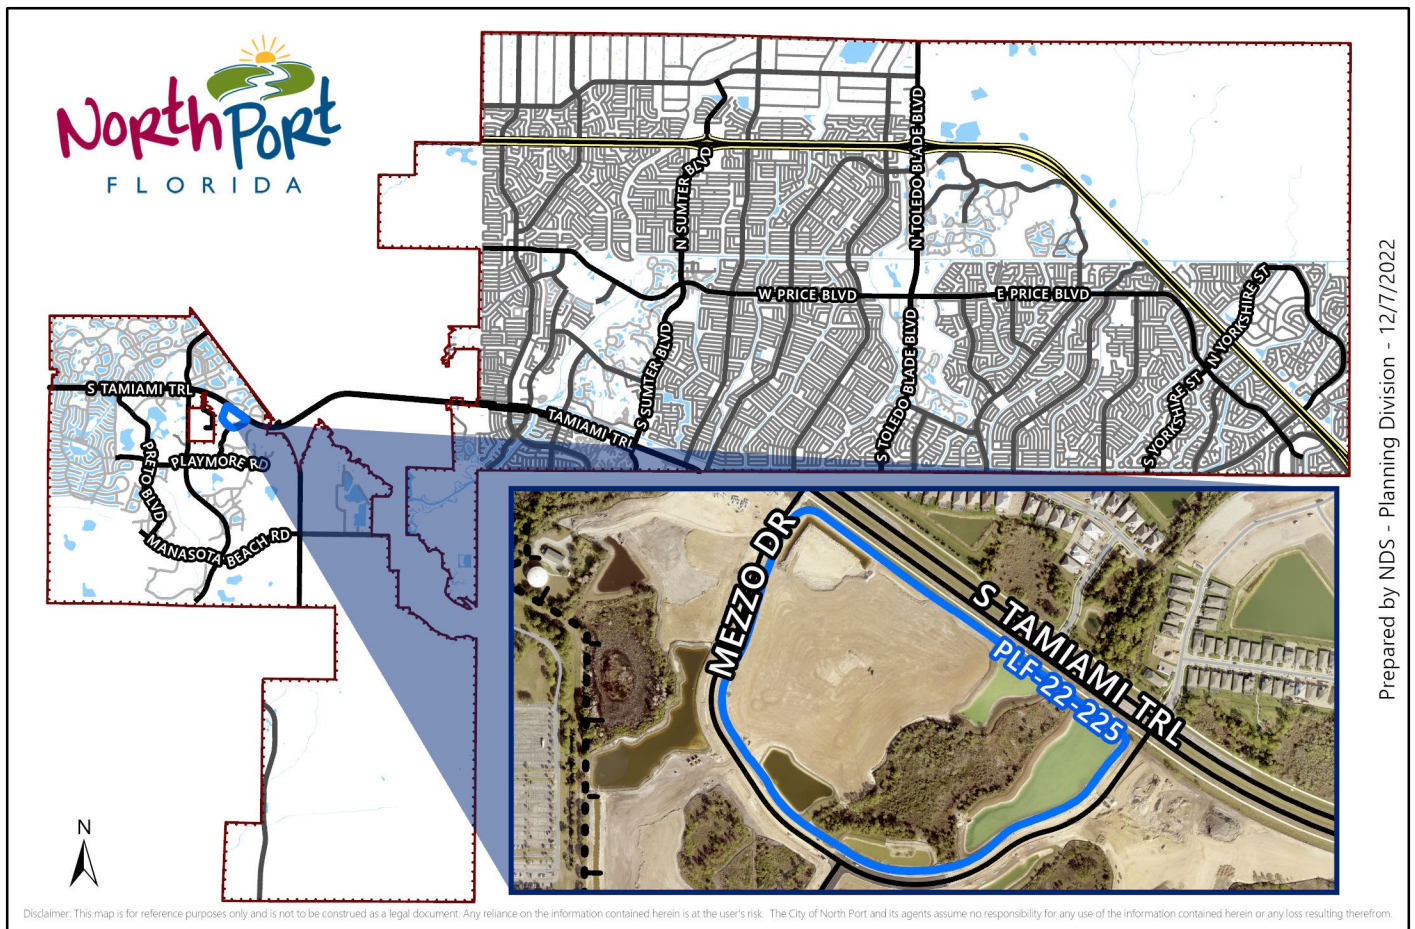 North Port
FLORIDA
N SUMTER BLVD
N TOLEDO BLADE BLVD
W PRICE BLVD
E PRICE BLVD
N YORKSHIRE ST
S YORKSHIRE ST
S SUMTER BLVD
S TOLEDO BLADE BLVD
S TAMIAMI TRL
TAMIAMI TRL
PLAYMORE RD
PRETO BLVD
MANASOTA BEACH RD
MEZZO DR
S TAMIAMI TRL
PLF-22-225
N
Prepared by NDS - Planning Division - 12/7/2022
Disclaimer: This map is for reference purposes only and is not to be construed as a legal document. Any reliance on the information contained herein is at the user's risk. The City of North Port and its agents assume no responsibility for any use of the information contained herein or any loss resulting therefrom.